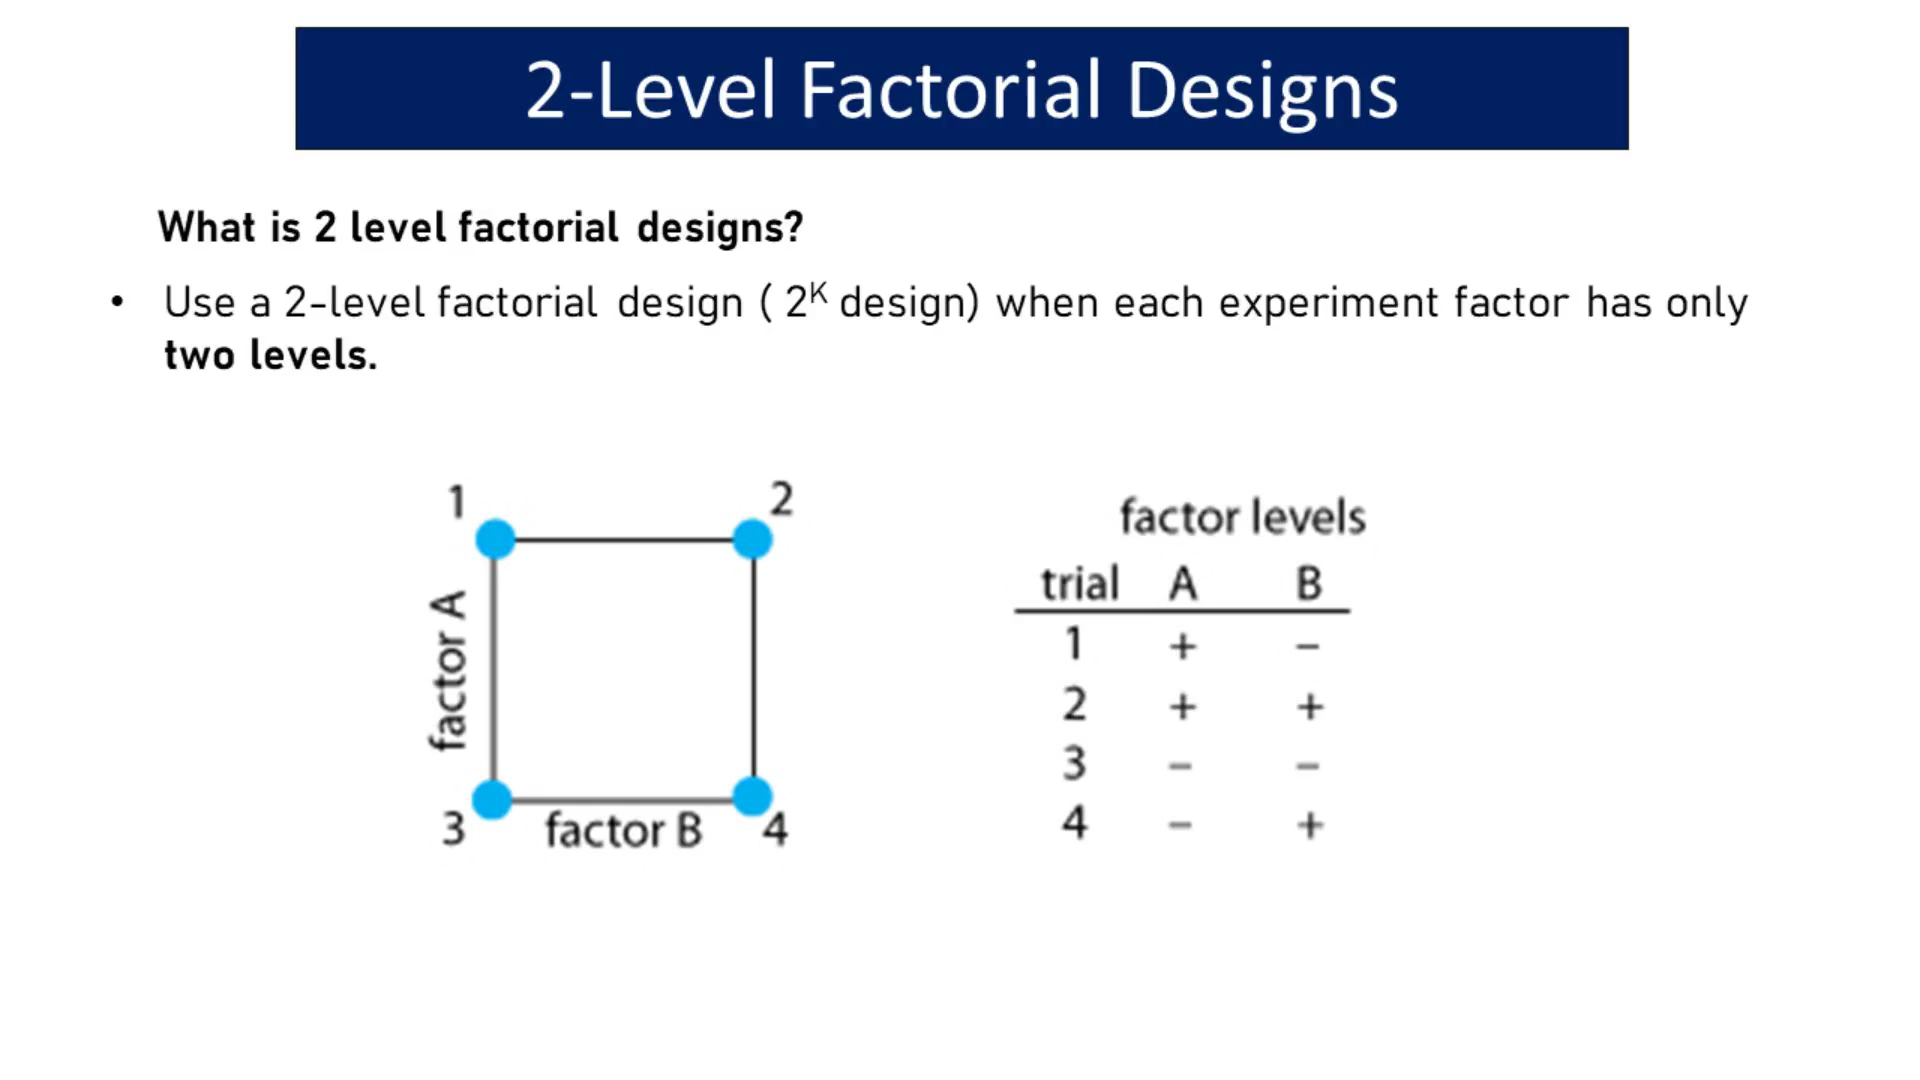 2-Level Factorial Designs
What is 2 level factorial designs?
• Use a 2-level factorial design ( 2ᴷ design) when each experiment factor has only
two levels.
1 2
factor A
3 factor B 4
factor levels
trial A B
1 + −
2 + +
3 − −
4 − +